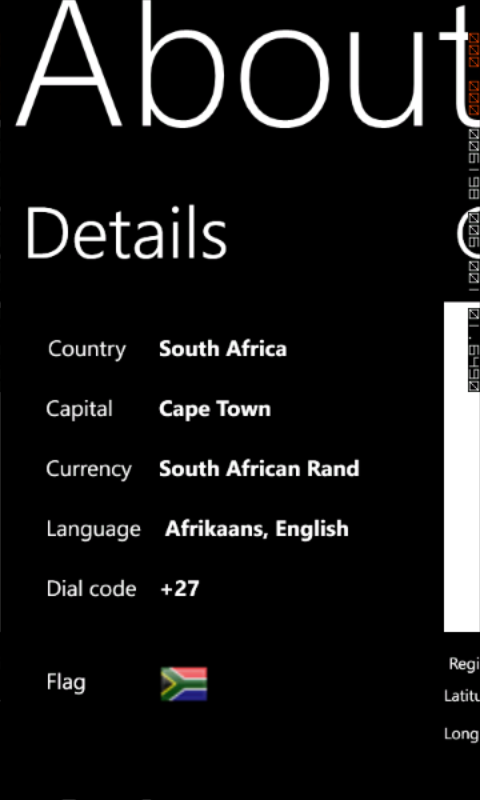 About
Details
Country South Africa
Capital Cape Town
Currency South African Rand
Language Afrikaans, English
Dial code +27
Flag
Regi
Latitu
Long